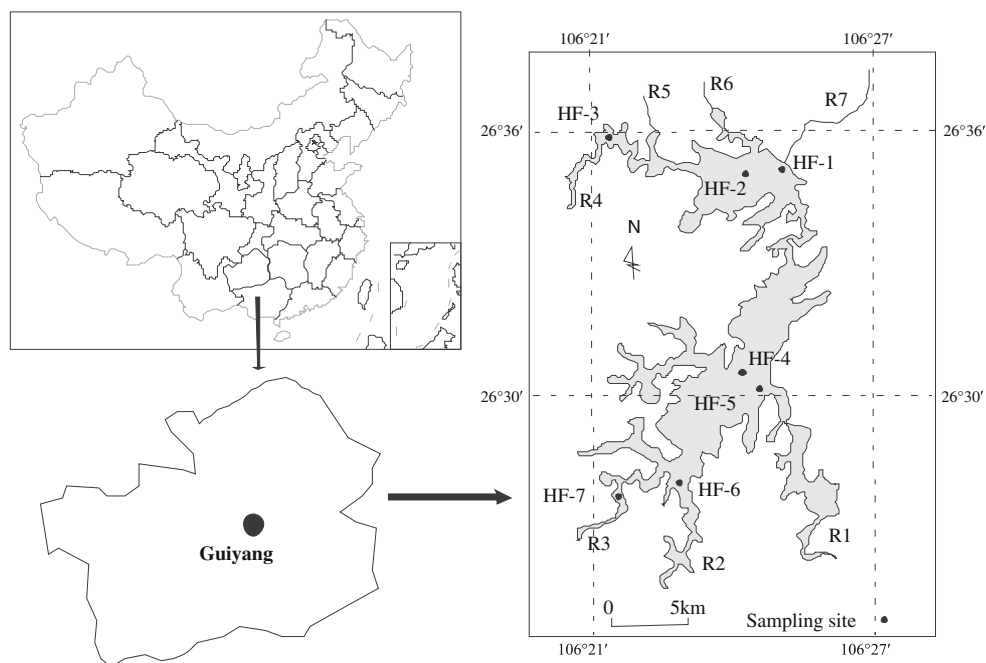 106°21′ 106°27′
R6
R5
R7
HF-3
26°36′ 26°36′
HF-1
HF-2
R4
N
HF-4
26°30′ 26°30′
HF-5
HF-6
HF-7
R3
R1
R2
0 5km
Sampling site
106°21′ 106°27′
Guiyang